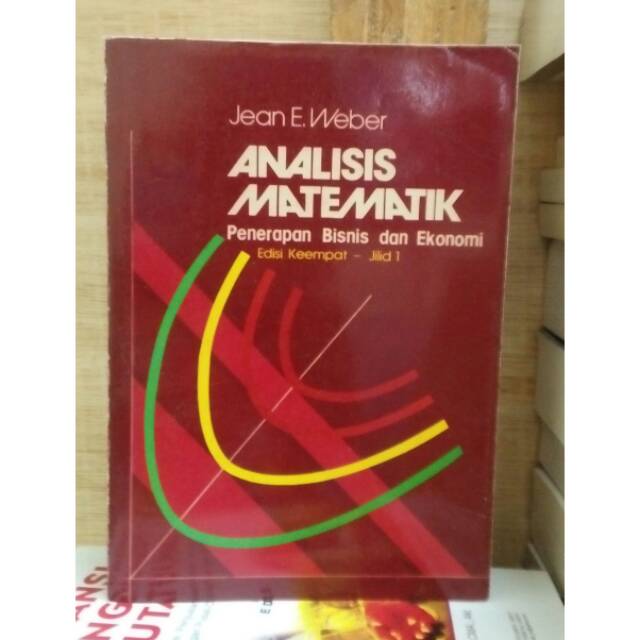 Jean E. Weber
ANALISIS
MATEMATIK
Penerapan Bisnis dan Ekonomi
Edisi Keempat – Jilid 1